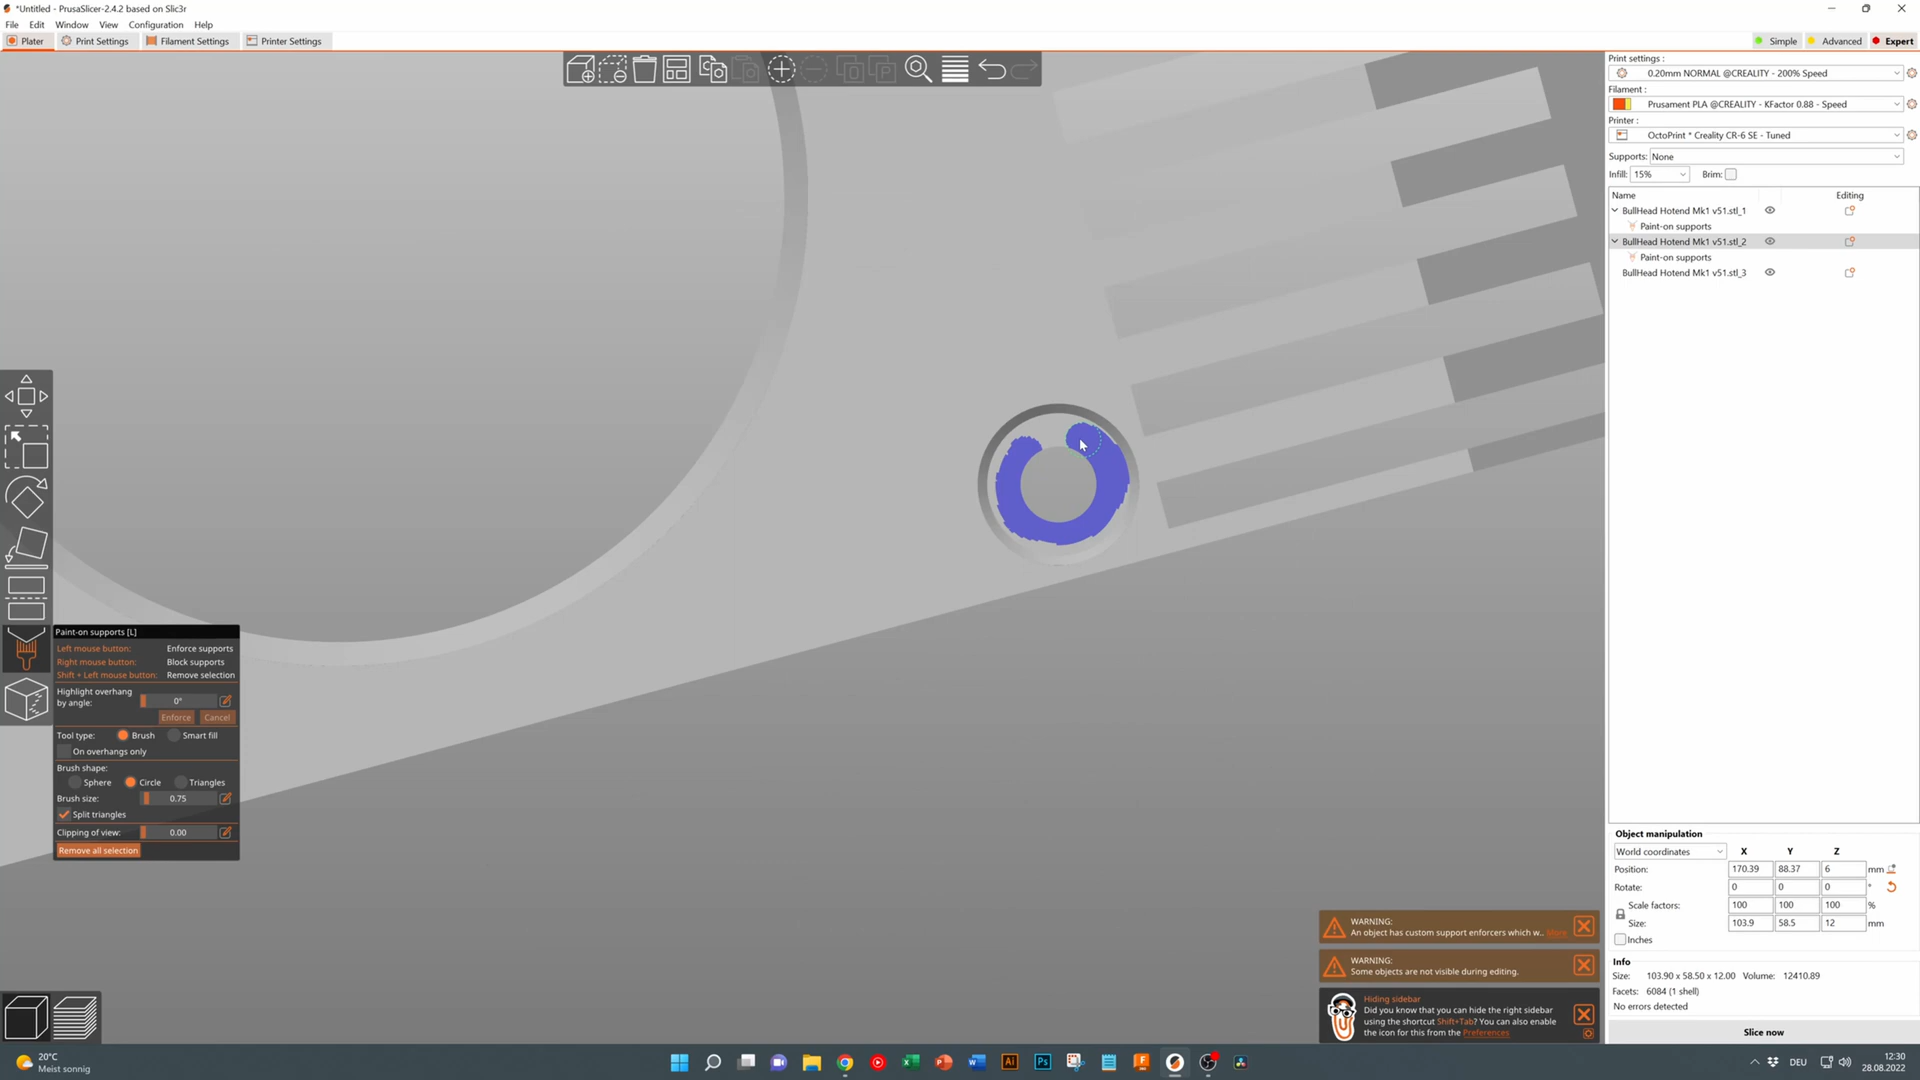 *Untitled - PrusaSlicer-2.4.2 based on Slic3r
File Edit Window View Configuration Help
Plater Print Settings Filament Settings Printer Settings
Simple Advanced Expert
Print settings :
0.20mm NORMAL @CREALITY - 200% Speed
Filament :
Prusament PLA @CREALITY - KFactor 0.88 - Speed
Printer :
OctoPrint * Creality CR-6 SE - Tuned
Supports: None
Infill: 15% Brim:
Name Editing
BullHead Hotend Mk1 v51.stl_1
Paint-on supports
BullHead Hotend Mk1 v51.stl_2
Paint-on supports
BullHead Hotend Mk1 v51.stl_3
Paint-on supports [L]
Left mouse button: Enforce supports
Right mouse button: Block supports
Shift + Left mouse button: Remove selection
Highlight overhang
by angle: 0°
Enforce Cancel
Tool type: Brush Smart fill
On overhangs only
Brush shape:
Sphere Circle Triangles
Brush size: 0.75
Split triangles
Clipping of view: 0.00
Remove all selection
Object manipulation
World coordinates X Y Z
Position: 170.39 88.37 6 mm
Rotate: 0 0 0 °
Scale factors: 100 100 100 %
Size: 103.9 58.5 12 mm
Inches
Info
Size: 103.90 x 58.50 x 12.00 Volume: 12410.89
Facets: 6084 (1 shell)
No errors detected
Slice now
WARNING:
An object has custom support enforcers which w.. More
WARNING:
Some objects are not visible during editing.
Hiding sidebar
Did you know that you can hide the right sidebar
using the shortcut Shift+Tab? You can also enable
the icon for this from the Preferences
20°C
Meist sonnig
DEU
12:30
28.08.2022